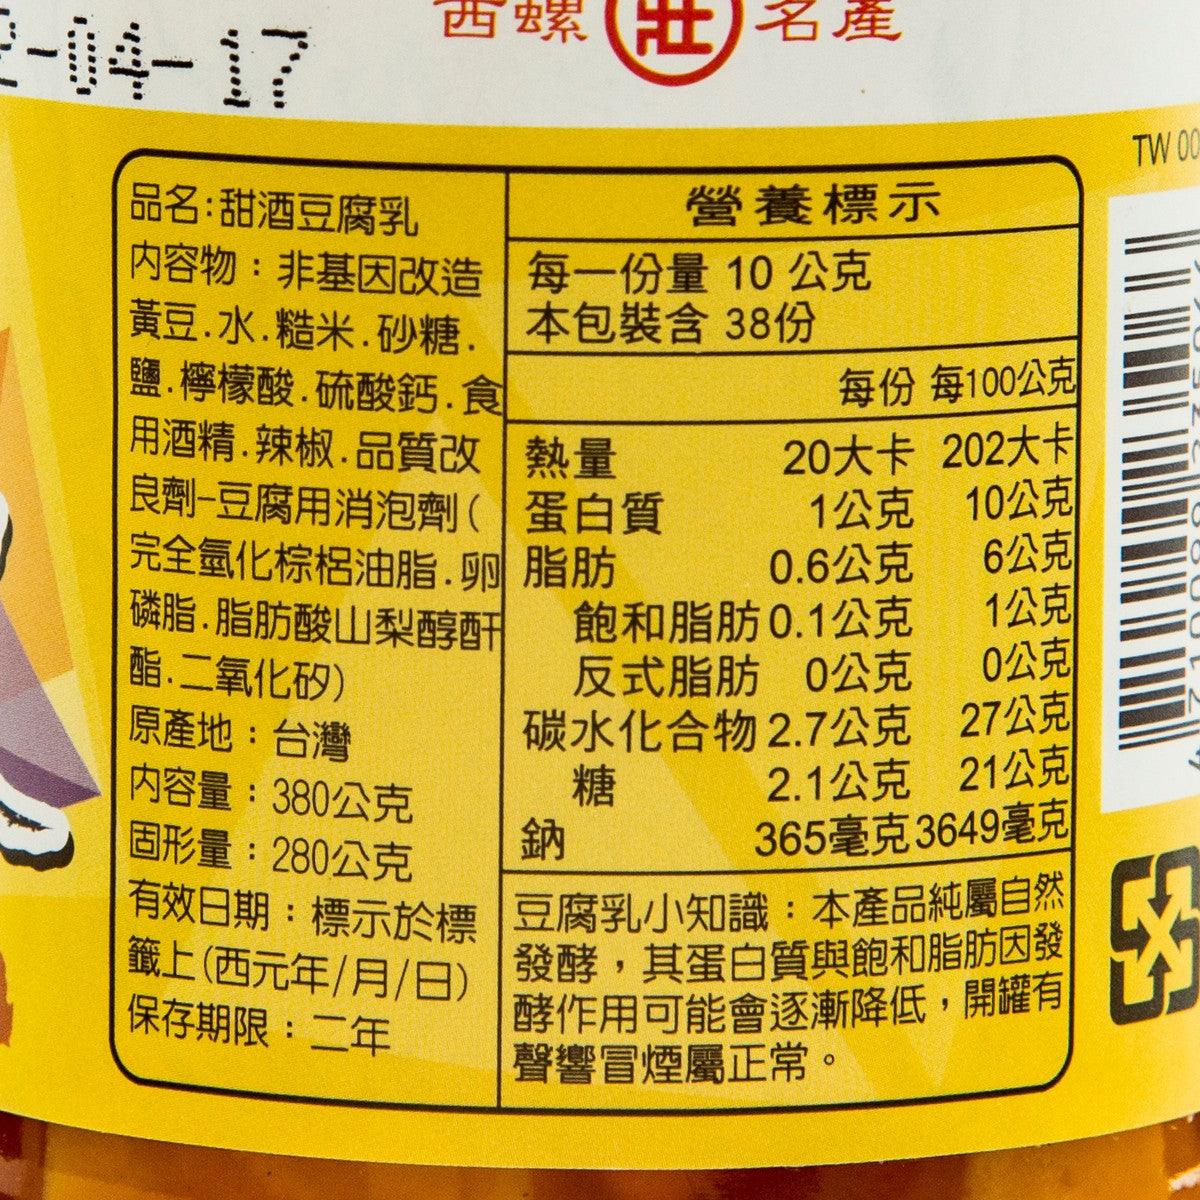 -04-17
西螺 莊 名產
TW 00
品名:甜酒豆腐乳
內容物：非基因改造
黃豆.水.糙米.砂糖.
鹽.檸檬酸.硫酸鈣.食
用酒精.辣椒.品質改
良劑-豆腐用消泡劑(
完全氫化棕梠油脂.卵
磷脂.脂肪酸山梨醇酐
酯.二氧化矽)
原產地：台灣
內容量：380公克
固形量：280公克
有效日期：標示於標
籤上(西元年/月/日)
保存期限：二年
營養標示
每一份量 10 公克
本包裝含 38份
每份 每100公克
熱量 20大卡 202大卡
蛋白質 1公克 10公克
脂肪 0.6公克 6公克
飽和脂肪 0.1公克 1公克
反式脂肪 0公克 0公克
碳水化合物 2.7公克 27公克
糖 2.1公克 21公克
鈉 365毫克 3649毫克
豆腐乳小知識：本產品純屬自然
發酵，其蛋白質與飽和脂肪因發
酵作用可能會逐漸降低，開罐有
聲響冒煙屬正常。